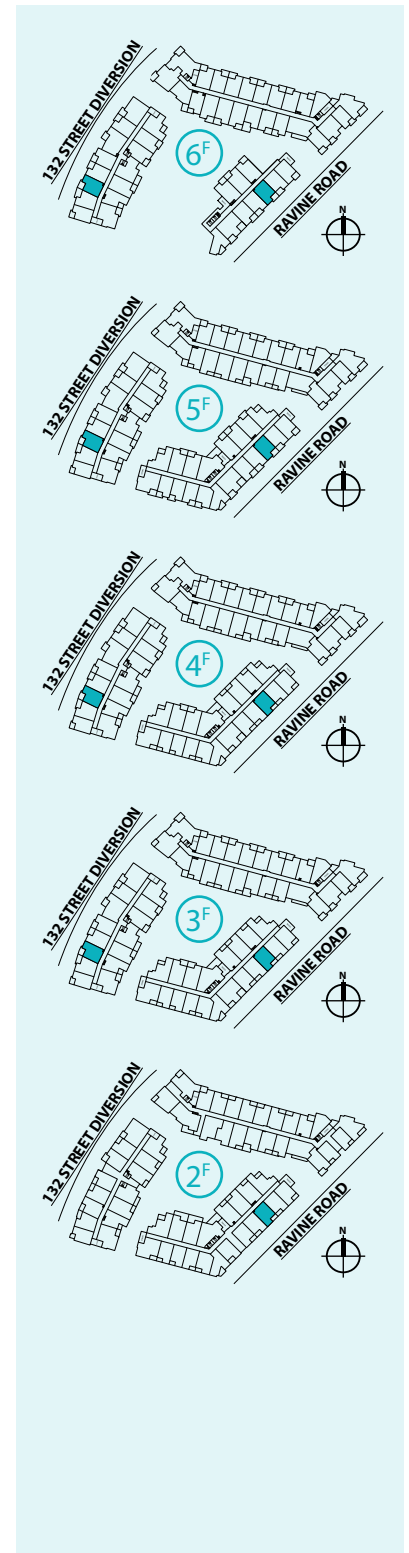 132 STREET DIVERSION
6F
RAVINE ROAD
N
132 STREET DIVERSION
5F
RAVINE ROAD
N
132 STREET DIVERSION
4F
RAVINE ROAD
N
132 STREET DIVERSION
3F
RAVINE ROAD
N
132 STREET DIVERSION
2F
RAVINE ROAD
N